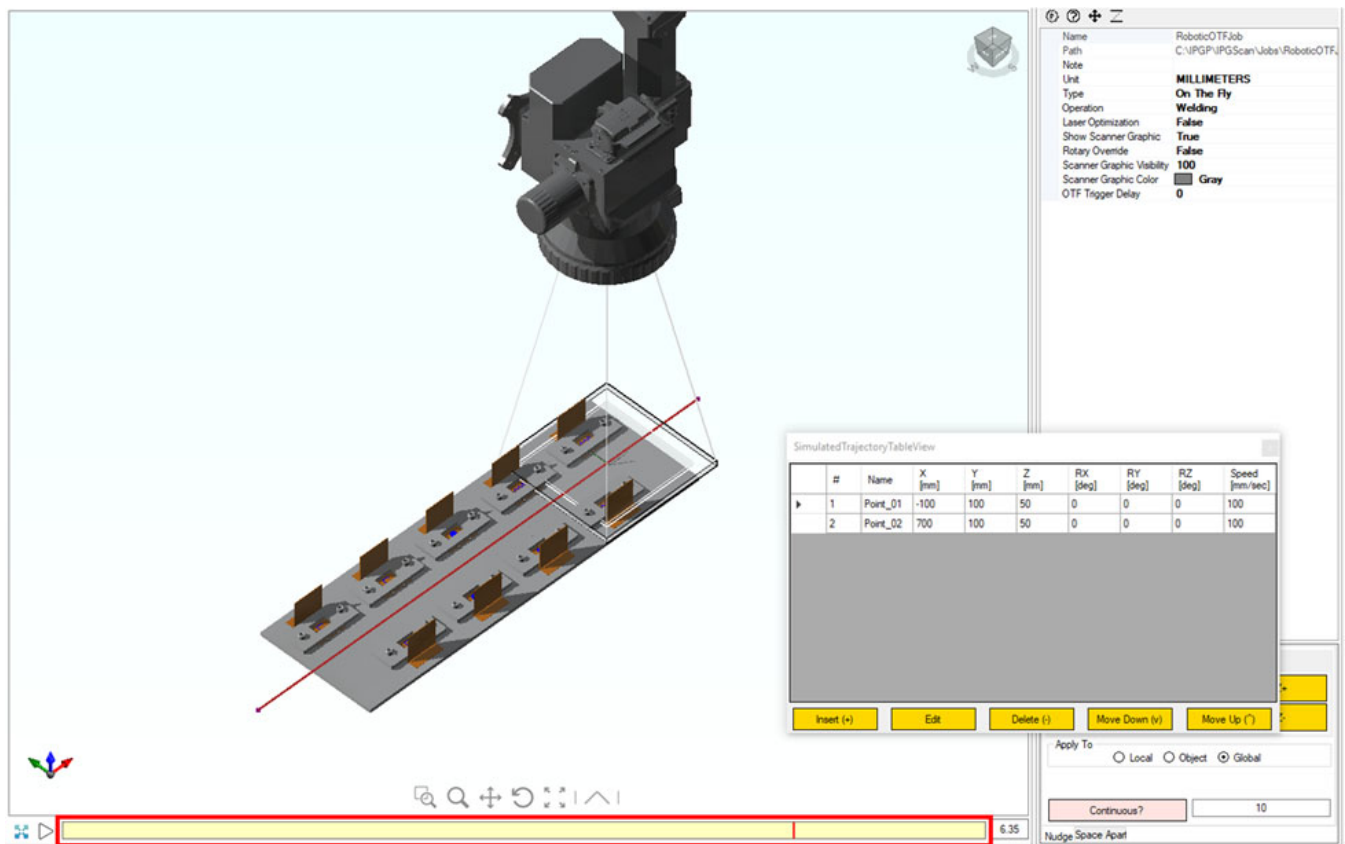 Name RoboticOTFJob
Path C:\IPGP\IPGScan\Jobs\RoboticOTFJ
Note
Unit MILLIMETERS
Type On The Fly
Operation Welding
Laser Optimization False
Show Scanner Graphic True
Rotary Override False
Scanner Graphic Visibility 100
Scanner Graphic Color Gray
OTF Trigger Delay 0
SimulatedTrajectoryTableView
# Name X [mm] Y [mm] Z [mm] RX [deg] RY [deg] RZ [deg] Speed [mm/sec]
1 Point_01 -100 100 50 0 0 0 100
2 Point_02 700 100 50 0 0 0 100
Insert (+) Edit Delete (-) Move Down (v) Move Up (^)
Apply To
Local Object Global
Continuous? 10
6.35
Nudge Space Apart